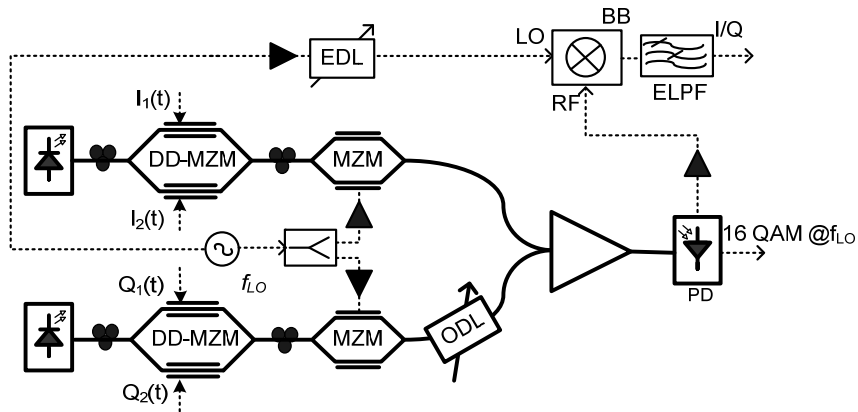 BB
LO
I/Q
EDL
RF
ELPF
I₁(t)
DD-MZM
MZM
I₂(t)
f_LO
16 QAM @f_LO
PD
Q₁(t)
DD-MZM
MZM
ODL
Q₂(t)